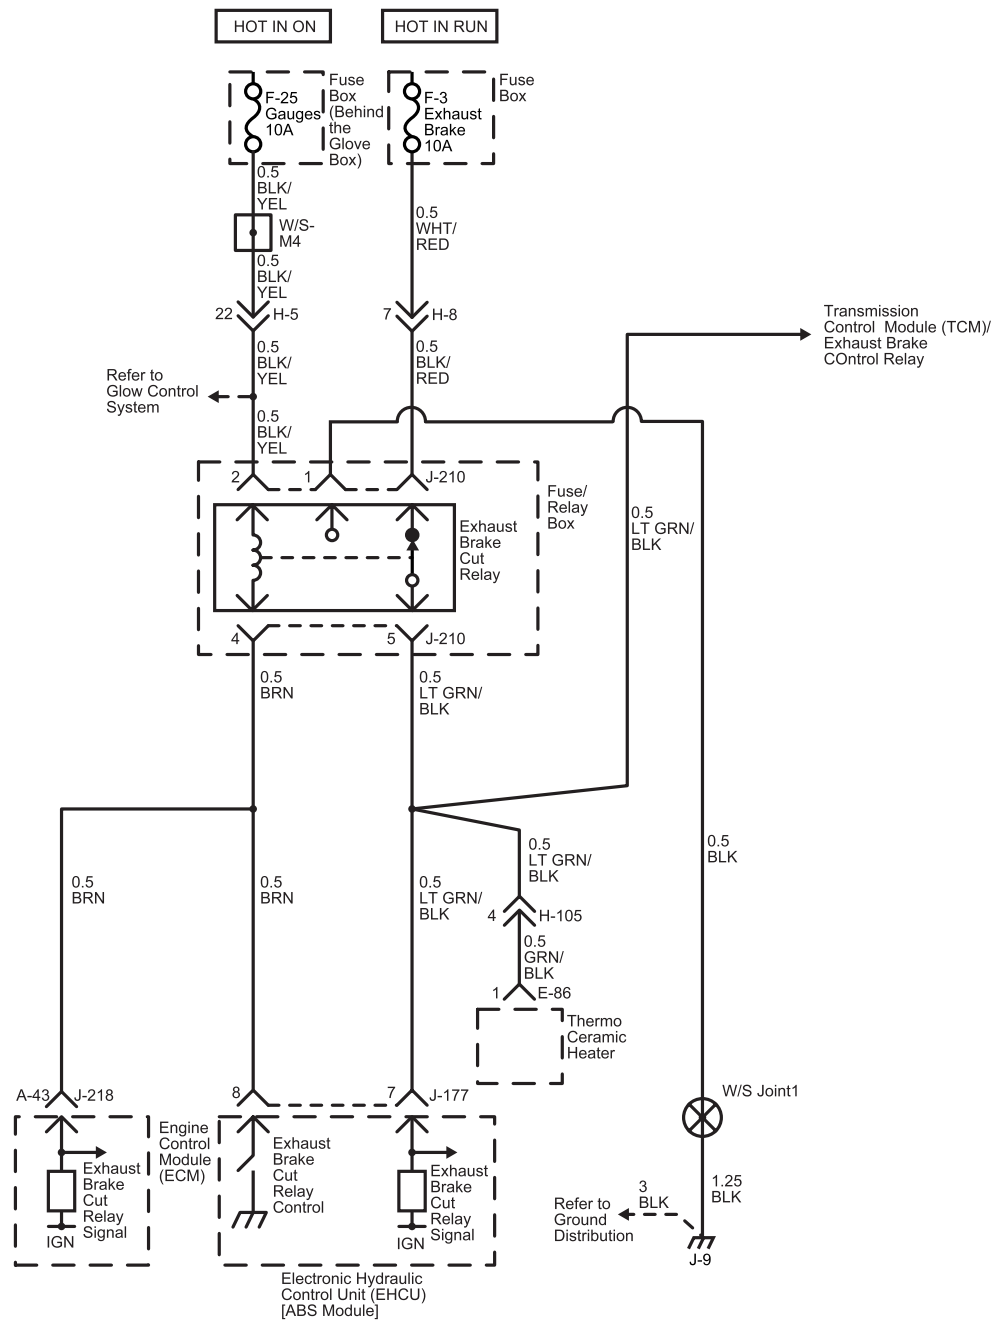 HOT IN ON
HOT IN RUN
F-25
Gauges
10A
Fuse
Box
(Behind
the
Glove
Box)
F-3
Exhaust
Brake
10A
Fuse
Box
0.5
BLK/
YEL
W/S-
M4
0.5
WHT/
RED
0.5
BLK/
YEL
22
H-5
7
H-8
Transmission
Control Module (TCM)/
Exhaust Brake
COntrol Relay
0.5
BLK/
YEL
0.5
BLK/
RED
Refer to
Glow Control
System
0.5
BLK/
YEL
2
1
J-210
Fuse/
Relay
Box
0.5
LT GRN/
BLK
Exhaust
Brake
Cut
Relay
4
5
J-210
0.5
BRN
0.5
LT GRN/
BLK
0.5
BLK
0.5
LT GRN/
BLK
0.5
BRN
0.5
BRN
0.5
LT GRN/
BLK
4
H-105
0.5
GRN/
BLK
1
E-86
Thermo
Ceramic
Heater
A-43
J-218
8
7
J-177
W/S Joint1
Engine
Control
Module
(ECM)
Exhaust
Brake
Cut
Relay
Signal
IGN
Exhaust
Brake
Cut
Relay
Control
Exhaust
Brake
Cut
Relay
Signal
IGN
3
BLK
1.25
BLK
Refer to
Ground
Distribution
J-9
Electronic Hydraulic
Control Unit (EHCU)
[ABS Module]